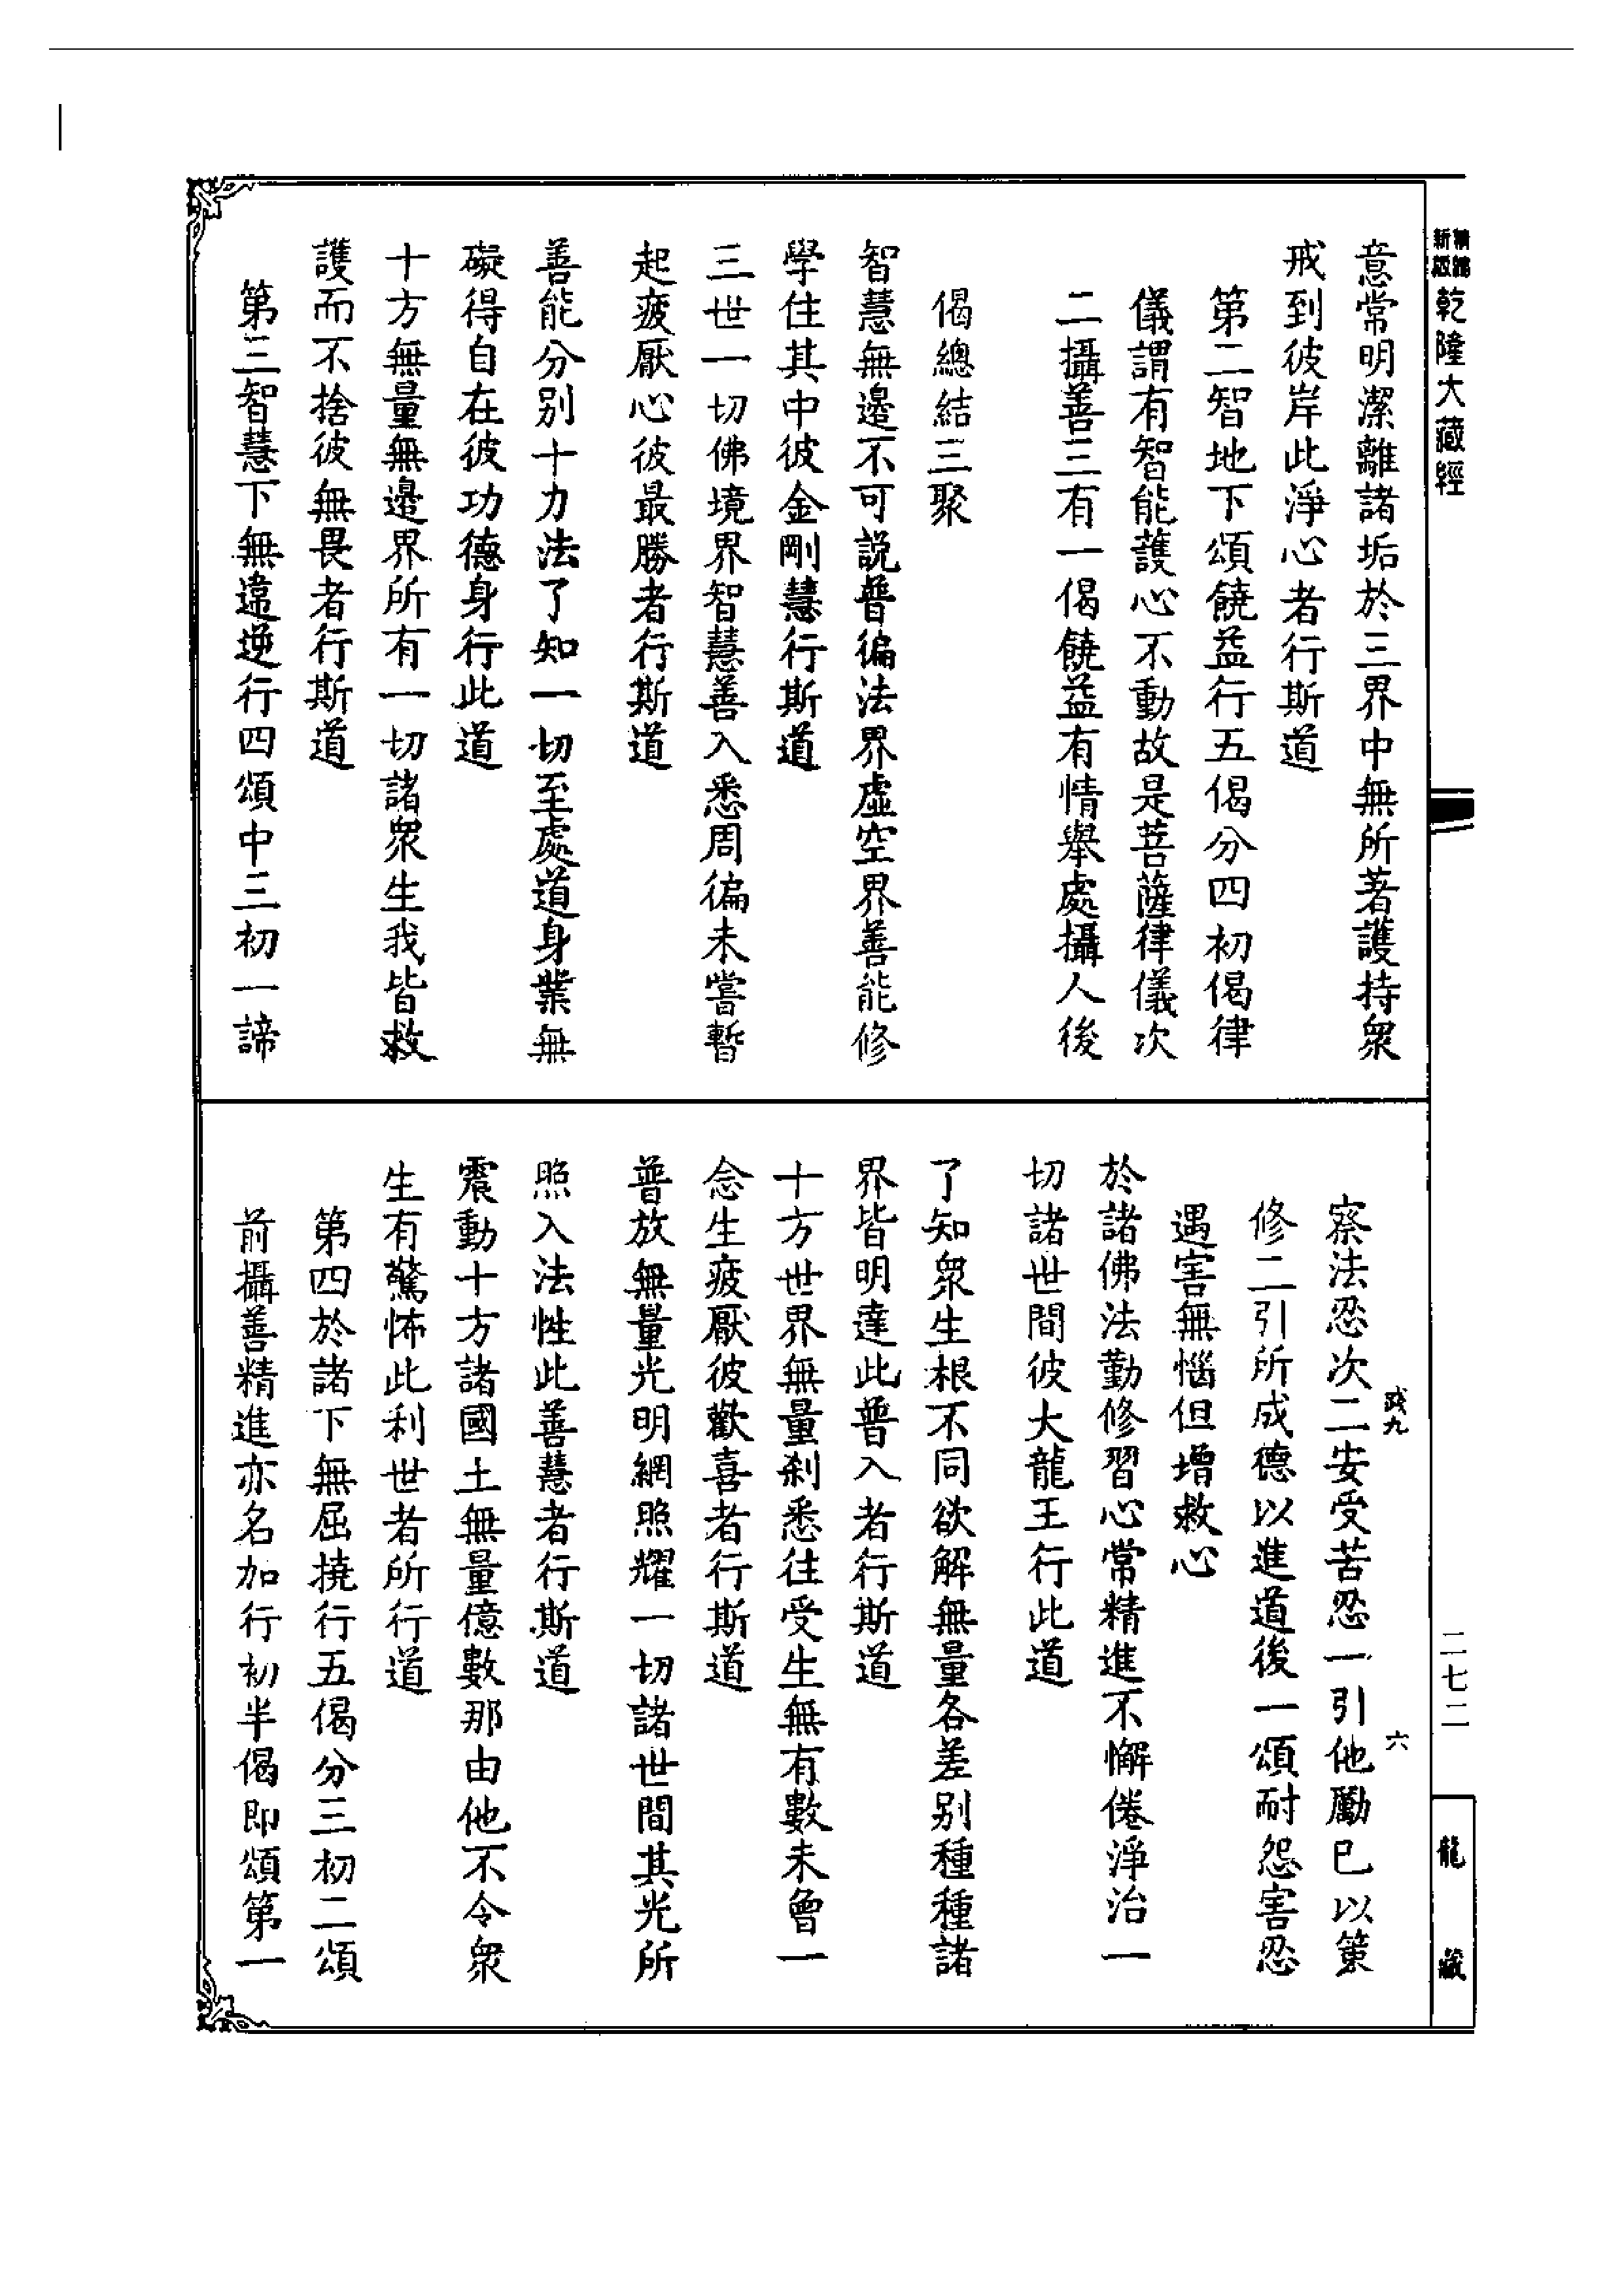 精編
新版
乾隆大藏經
意常明潔離諸垢於三界中無所著護持衆
戒到彼岸此淨心者行斯道
第二智地下頌饒益行五偈分四初偈律
儀謂有智能護心不動故是菩薩律儀次
二攝善三有一偈饒益有情舉處攝人後
偈總結三聚
智慧無邊不可説普徧法界虛空界善能修
學住其中彼金剛慧行斯道
三世一切佛境界智慧善入悉周徧未嘗暫
起疲厭心彼最勝者行斯道
善能分別十力法了知一切至處道身業無
礙得自在彼功德身行此道
十方無量無邊界所有一切諸衆生我皆救
護而不捨彼無畏者行斯道
第三智慧下無違逆行四頌中三初一諦
察法忍次二安受苦忍一引他勵已以策
修二引所成德以進道後一頌耐怨害忍
遇害無惱但增救心
於諸佛法勤修習心常精進不懈倦淨治一
切諸世間彼大龍王行此道
了知衆生根不同欲解無量各差别種種諸
界皆明達此普入者行斯道
十方世界無量刹悉往受生無有數未曾一
念生疲厭彼歡喜者行斯道
普放無量光明網照耀一切諸世間其光所
照入法性此善慧者行斯道
震動十方諸國土無量億數那由他不令衆
生有驚怖此利世者所行道
第四於諸下無屈撓行五偈分三初二頌
前攝善精進亦名加行初半偈即頌第一
九
六
二七二
龍藏